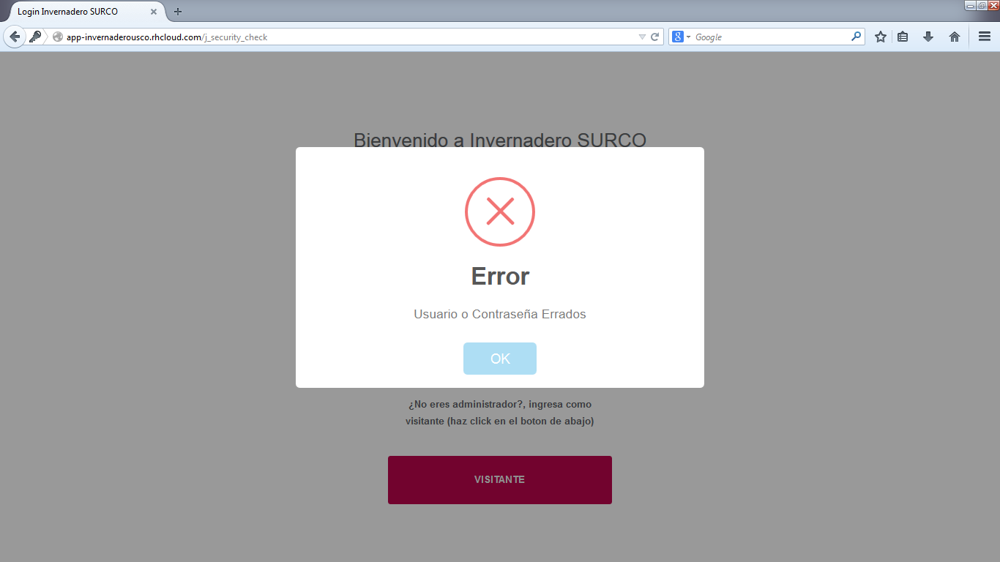 Login Invernadero SURCO
app-invernaderousco.rhcloud.com/j_security_check
Google
Bienvenido a Invernadero SURCO
Error
Usuario o Contraseña Errados
OK
¿No eres administrador?, ingresa como
visitante (haz click en el boton de abajo)
VISITANTE